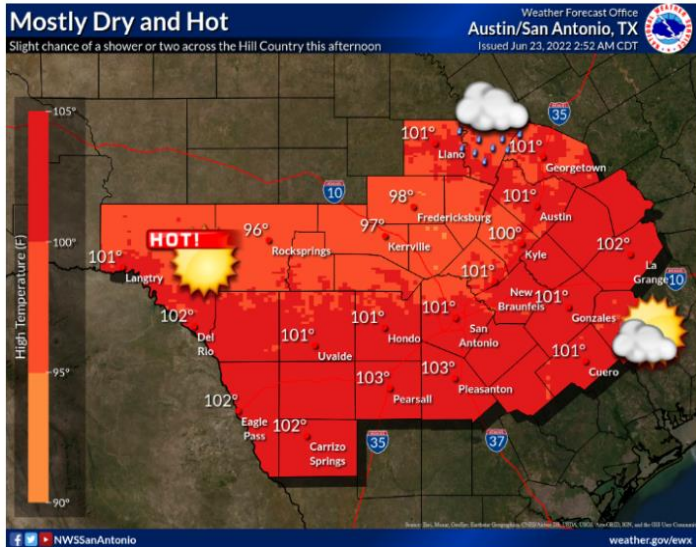 Mostly Dry and Hot
Slight chance of a shower or two across the Hill Country this afternoon
Weather Forecast Office
Austin/San Antonio, TX
Issued Jun 23, 2022 2:52 AM CDT
High Temperature (F)
105°
100°
95°
90°
35
101°
Llano
101°
Georgetown
10
98°
Fredericksburg
101°
Austin
96°
Rocksprings
97°
Kerrville
100°
Kyle
HOT!
101°
Langtry
102°
La Grange
10
101°
New Braunfels
101°
Gonzales
102°
Del Rio
101°
Uvalde
101°
Hondo
101°
San Antonio
101°
Cuero
103°
Pearsall
103°
Pleasanton
102°
Eagle Pass
102°
Carrizo Springs
35
37
NWSSanAntonio
weather.gov/ewx